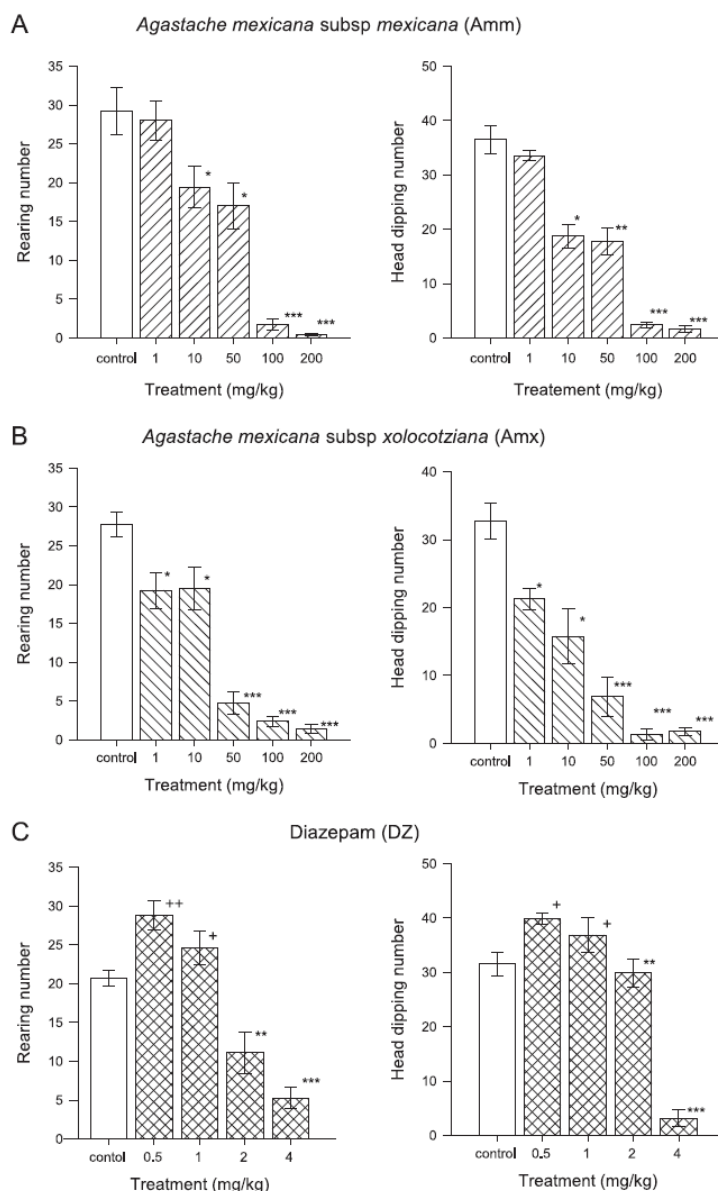 A
Agastache mexicana subsp mexicana (Amm)
35
30
25
20
15
10
5
0
Rearing number
*
*
***
***
control 1 10 50 100 200
Treatment (mg/kg)
50
40
30
20
10
0
Head dipping number
*
**
***
***
control 1 10 50 100 200
Treatement (mg/kg)
B
Agastache mexicana subsp xolocotziana (Amx)
35
30
25
20
15
10
5
0
Rearing number
*
*
***
***
***
control 1 10 50 100 200
Treatment (mg/kg)
40
30
20
10
0
Head dipping number
*
*
***
***
***
control 1 10 50 100 200
Treatment (mg/kg)
C
Diazepam (DZ)
35
30
25
20
15
10
5
0
Rearing number
++
+
**
***
contol 0.5 1 2 4
Treatment (mg/kg)
50
40
30
20
10
0
Head dipping number
+
+
**
***
control 0.5 1 2 4
Treatment (mg/kg)